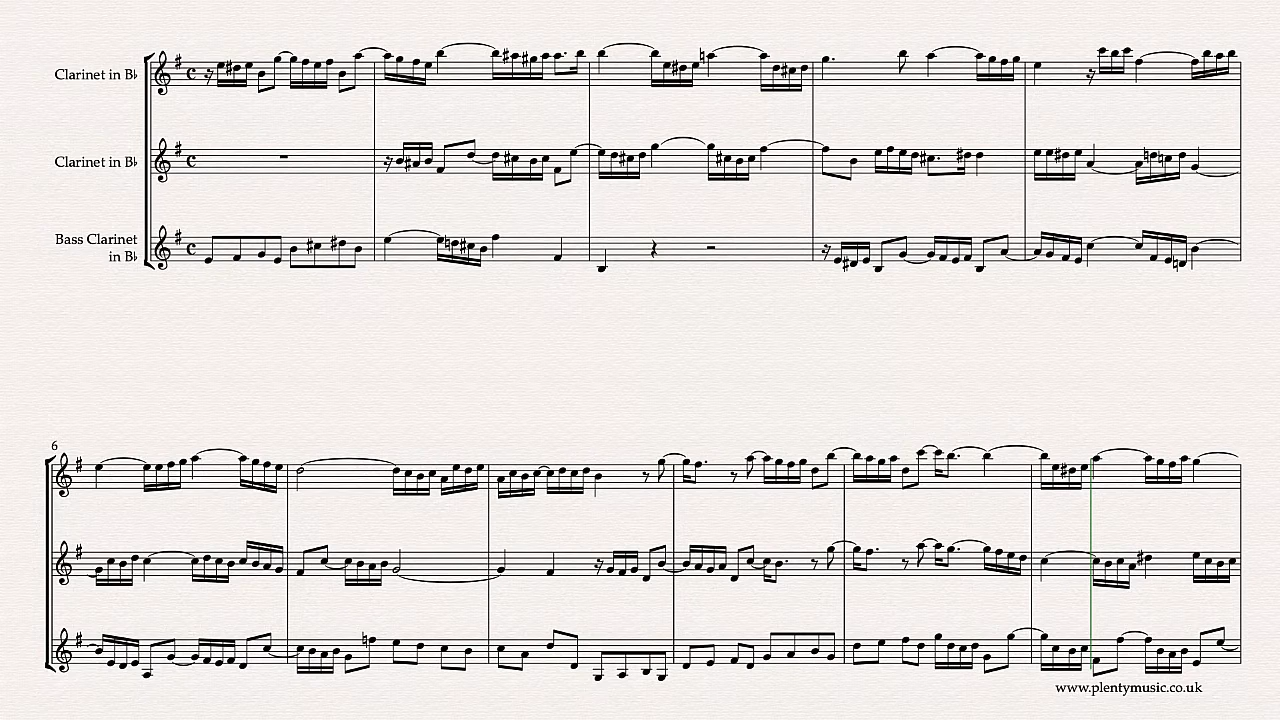 Clarinet in B♭
Clarinet in B♭
Bass Clarinet
in B♭
6
www.plentymusic.co.uk